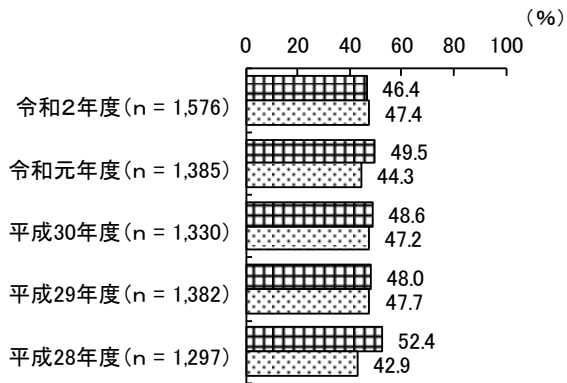 （%）
0 20 40 60 80 100
令和２年度（ｎ = 1,576） 46.4
47.4
令和元年度（ｎ = 1,385） 49.5
44.3
平成30年度（ｎ = 1,330） 48.6
47.2
平成29年度（ｎ = 1,382） 48.0
47.7
平成28年度（ｎ = 1,297） 52.4
42.9